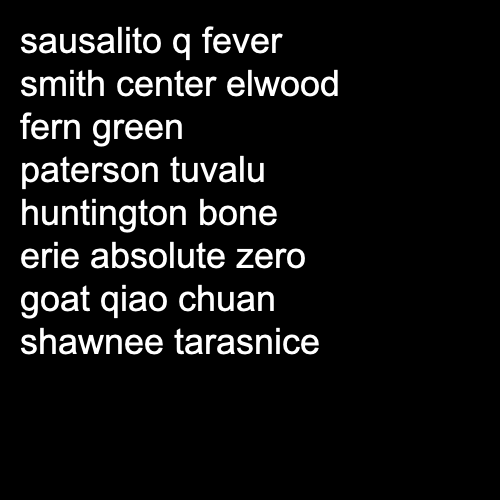 sausalito q fever
smith center elwood
fern green
paterson tuvalu
huntington bone
erie absolute zero
goat qiao chuan
shawnee tarasnice